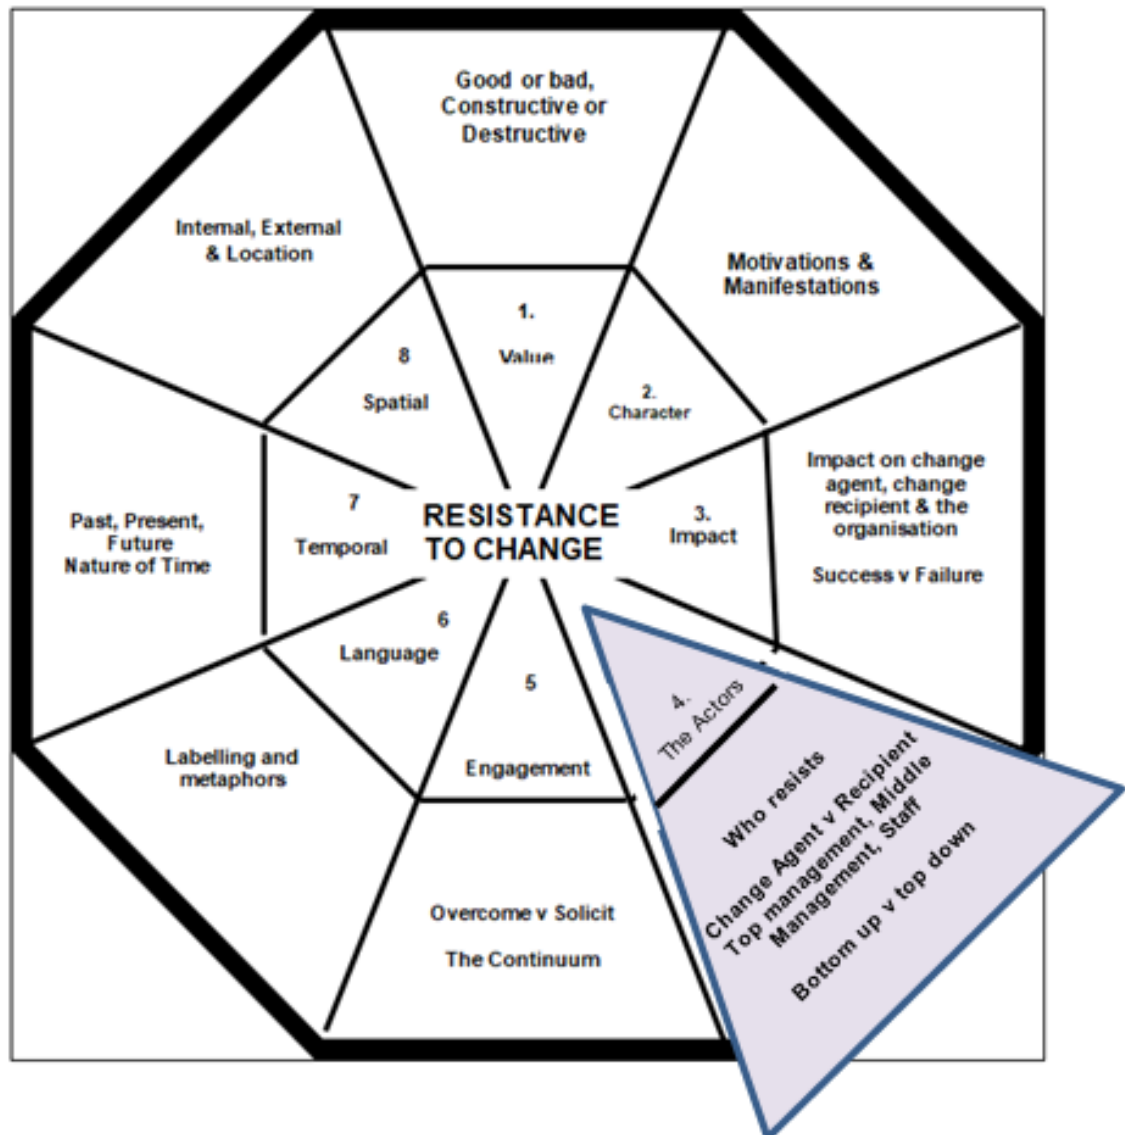 Good or bad,
Constructive or
Destructive
Internal, External
& Location
Motivations &
Manifestations
1.
Value
8
Spatial
2.
Character
Impact on change
agent, change
recipient & the
organisation
Success v Failure
3.
Impact
RESISTANCE
TO CHANGE
7
Temporal
Past, Present,
Future
Nature of Time
6
Language
5
Engagement
4.
The Actors
Who resists
Change Agent v Recipient
Top management, Middle
Management, Staff
Bottom up v top down
Labelling and
metaphors
Overcome v Solicit
The Continuum